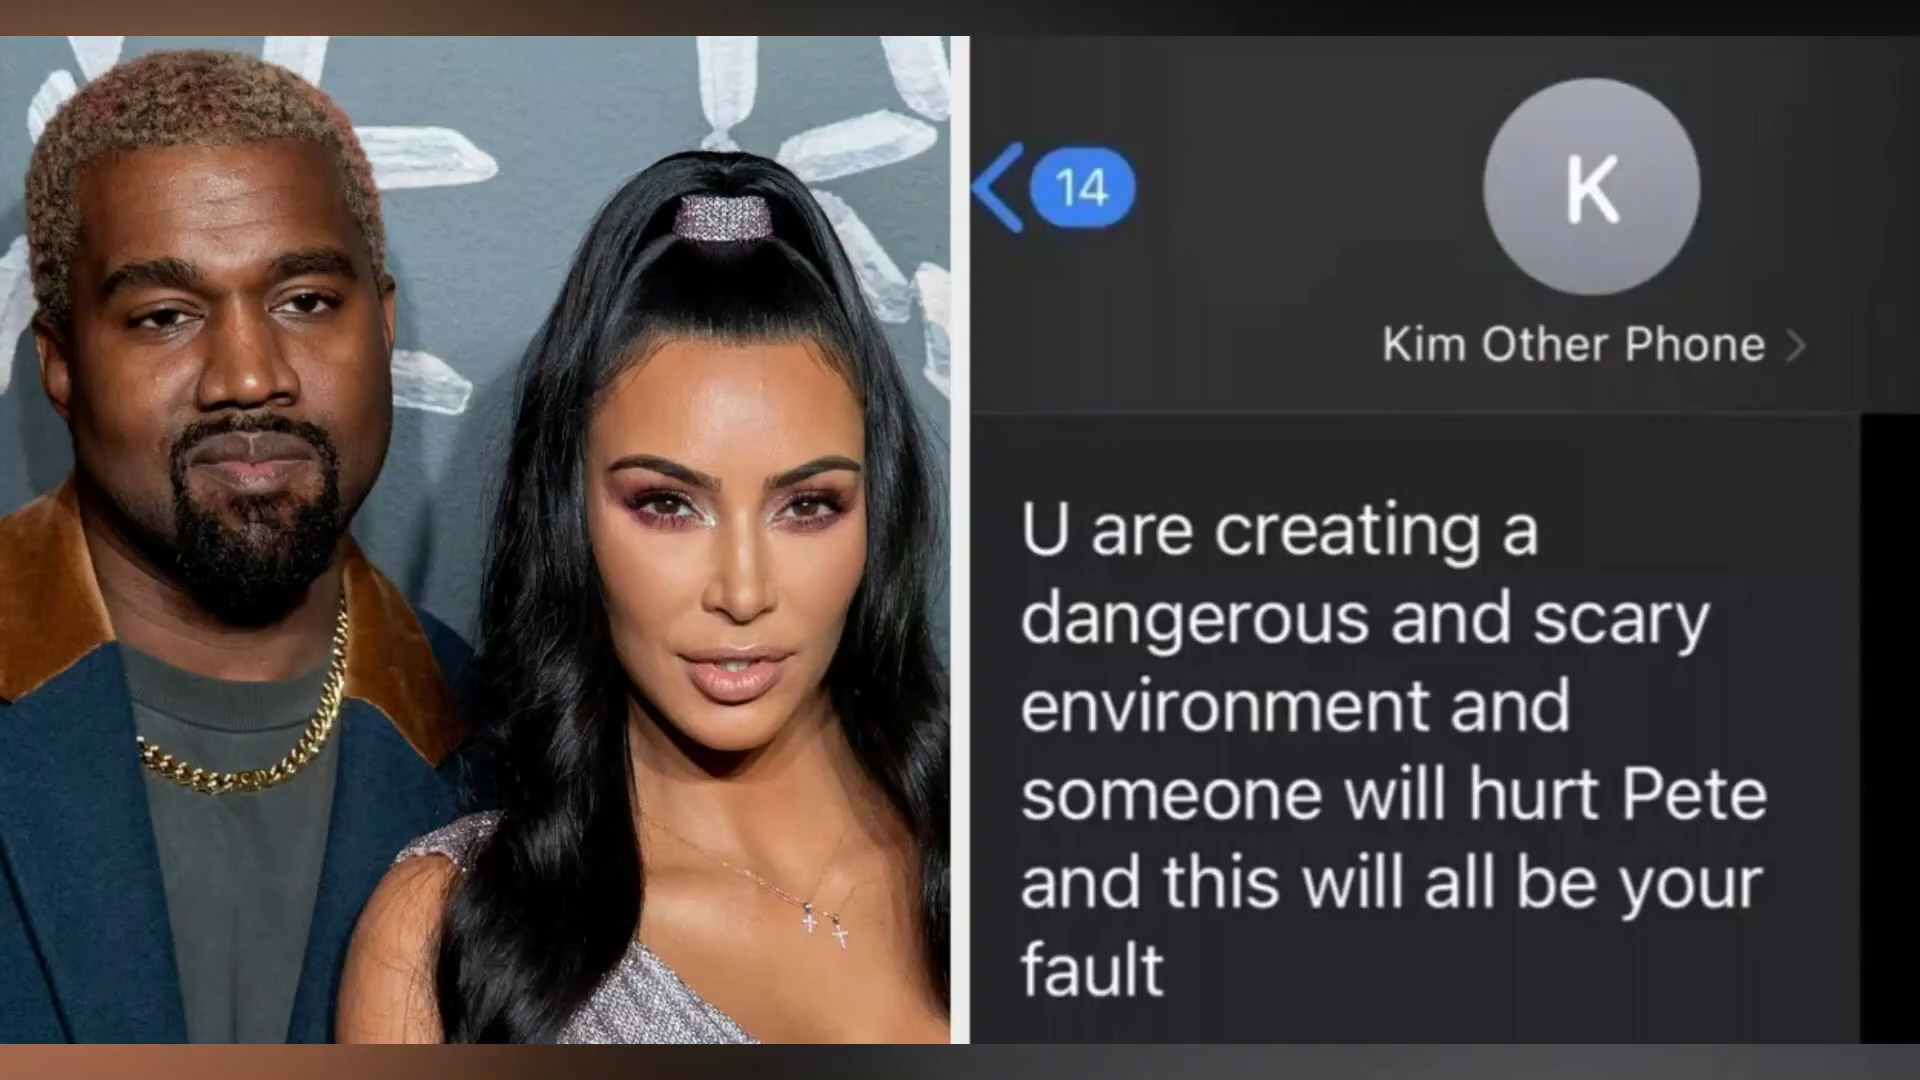 14
K
Kim Other Phone
U are creating a
dangerous and scary
environment and
someone will hurt Pete
and this will all be your
fault